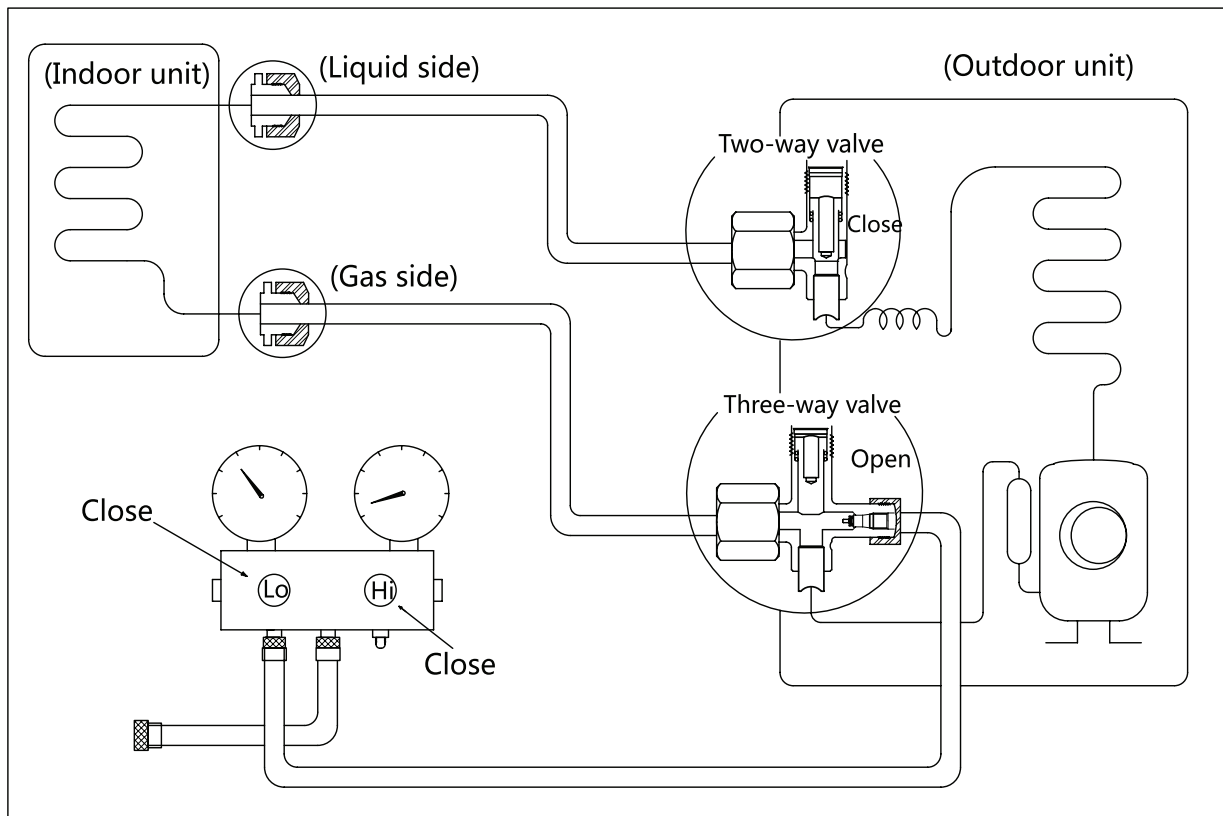 (Indoor unit)
(Liquid side)
(Outdoor unit)
Two-way valve
Close
(Gas side)
Three-way valve
Open
Close
Lo
Hi
Close